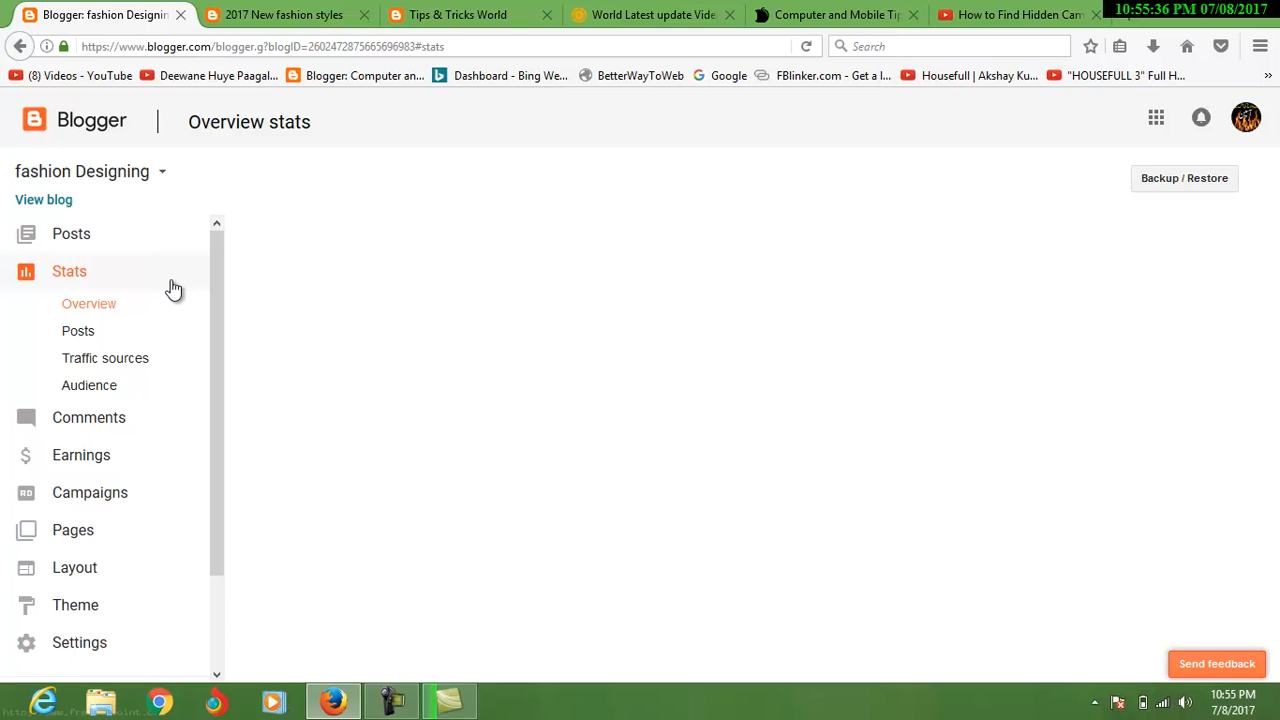 Blogger: fashion Designin
2017 New fashion styles
Tips & Tricks World
World Latest update Vide
Computer and Mobile Tip
How to Find Hidden Cam
10:55:36 PM 07/08/2017
https://www.blogger.com/blogger.g?blogID=2602472875665696983#stats
Search
(8) Videos - YouTube
Deewane Huye Paagal...
Blogger: Computer an...
Dashboard - Bing We...
BetterWayToWeb
Google
FBlinker.com - Get a l...
Housefull | Akshay Ku...
"HOUSEFULL 3" Full H...
Blogger
Overview stats
fashion Designing
Backup / Restore
View blog
Posts
Stats
Overview
Posts
Traffic sources
Audience
Comments
Earnings
Campaigns
Pages
Layout
Theme
Settings
Send feedback
10:55 PM
7/8/2017